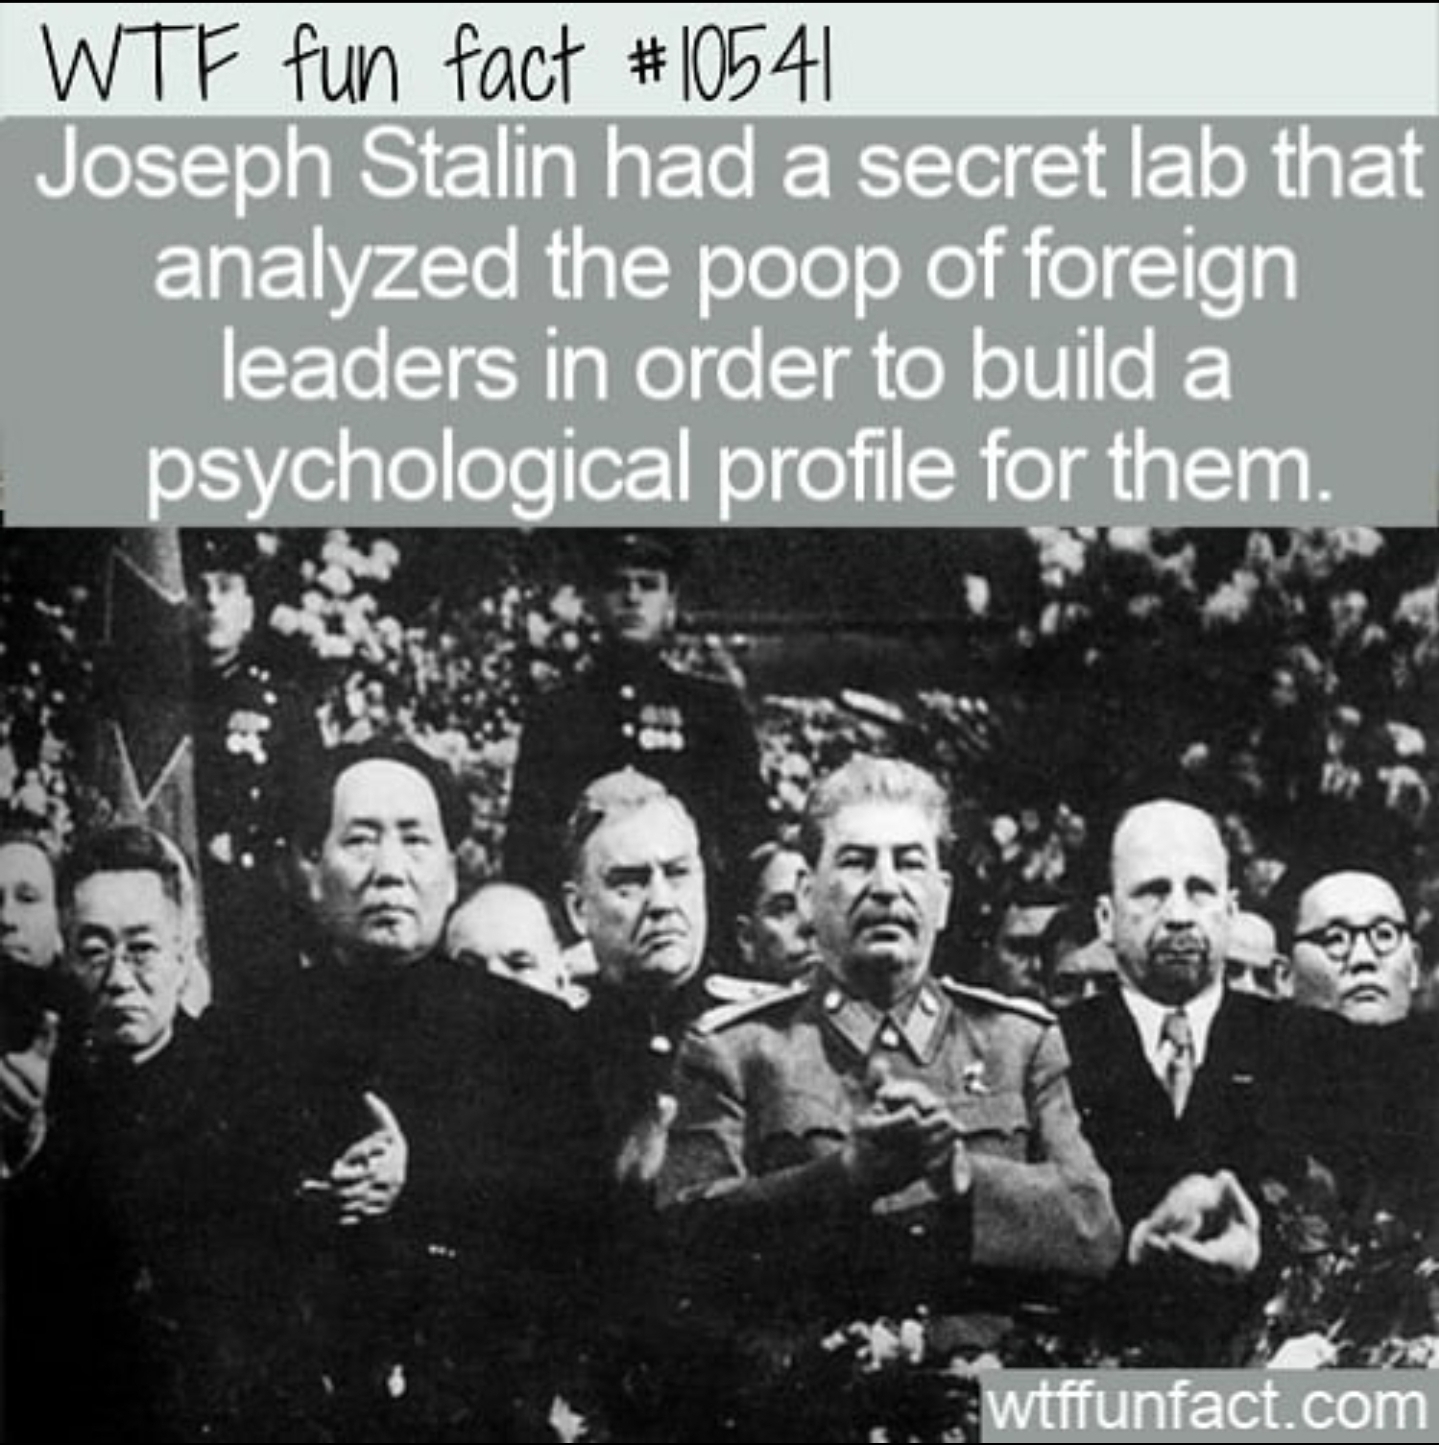 WTF fun fact #10541
Joseph Stalin had a secret lab that
analyzed the poop of foreign
leaders in order to build a
psychological profile for them.
wtffunfact.com